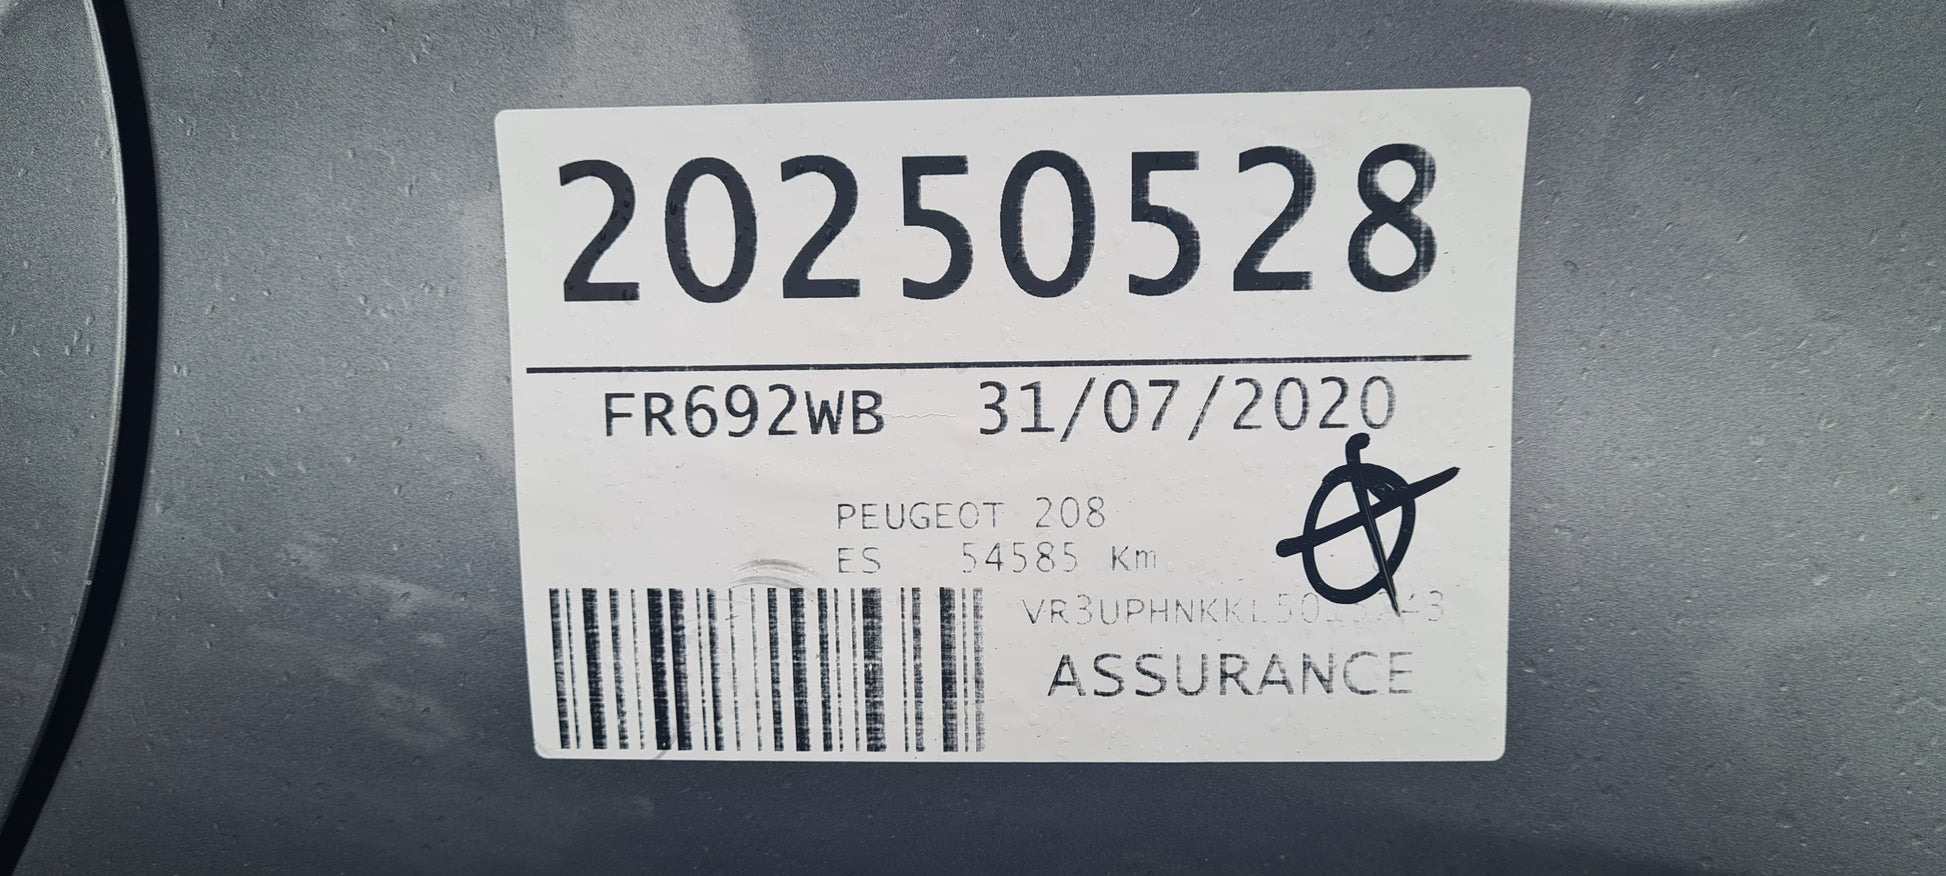 20250528
FR692WB 31/07/2020
PEUGEOT 208
ES 54585 Km
ASSURANCE